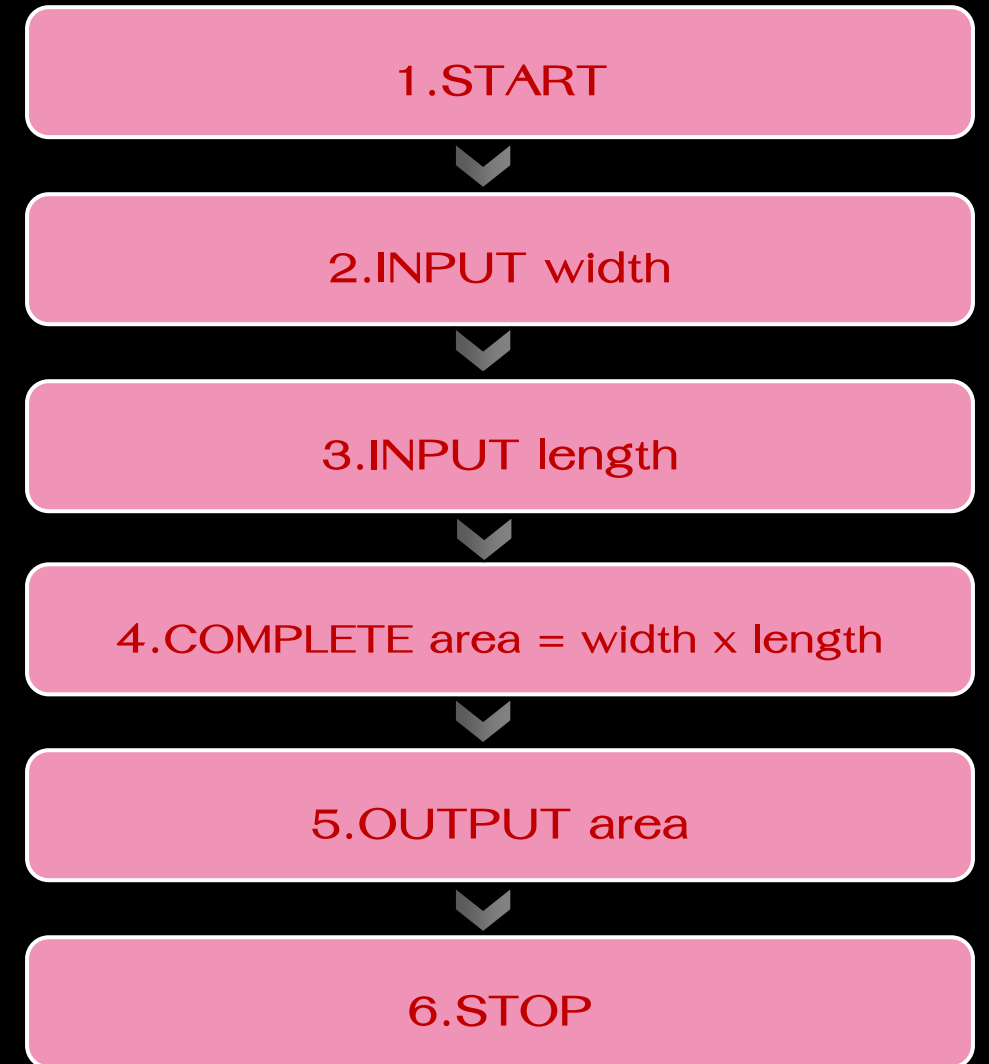 1.START
2.INPUT width
3.INPUT length
4.COMPLETE area = width x length
5.OUTPUT area
6.STOP